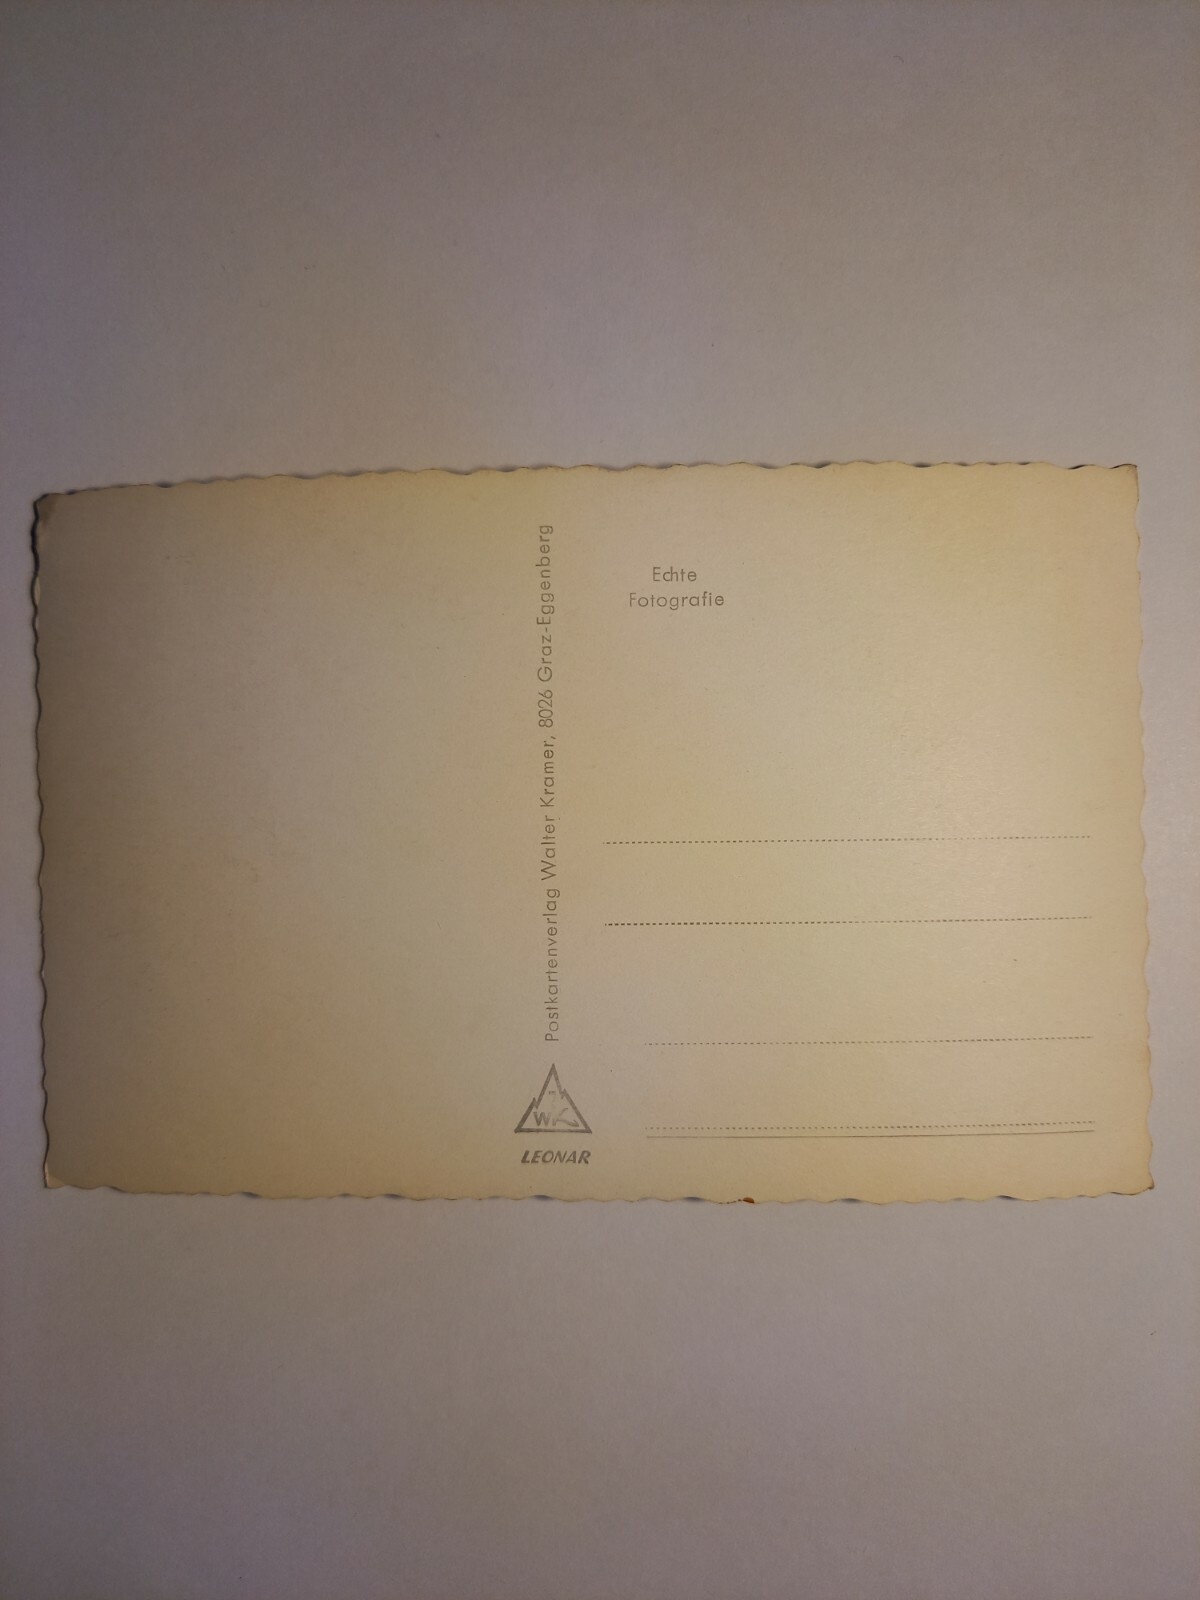 Postkartenverlag Walter Kramer, 8026 Graz-Eggenberg
WK
LEONAR
Echte
Fotografie